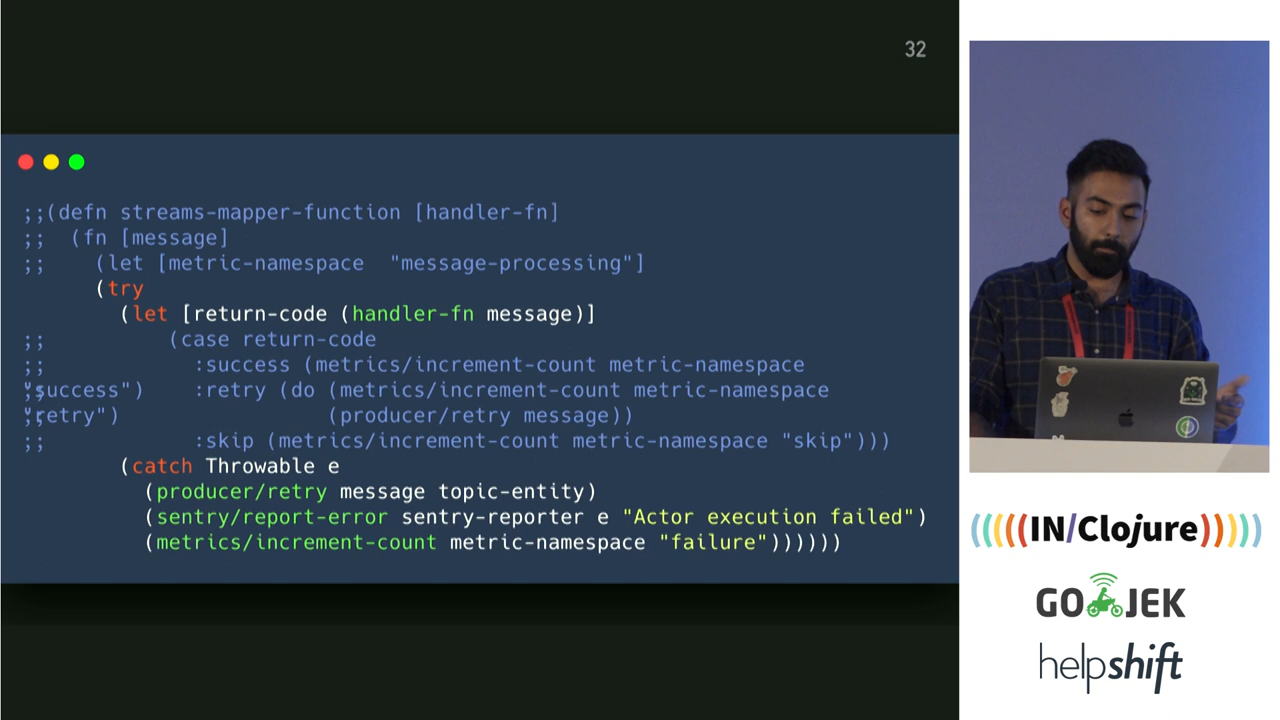 32
;;(defn streams-mapper-function [handler-fn]
;;  (fn [message]
;;    (let [metric-namespace  "message-processing"]
      (try
        (let [return-code (handler-fn message)]
;;          (case return-code
;;            :success (metrics/increment-count metric-namespace
"success")    :retry (do (metrics/increment-count metric-namespace
"retry")                 (producer/retry message))
;;            :skip (metrics/increment-count metric-namespace "skip")))
        (catch Throwable e
          (producer/retry message topic-entity)
          (sentry/report-error sentry-reporter e "Actor execution failed")
          (metrics/increment-count metric-namespace "failure"))))))
(((((IN/Clojure)))))
GO JEK
helpshift